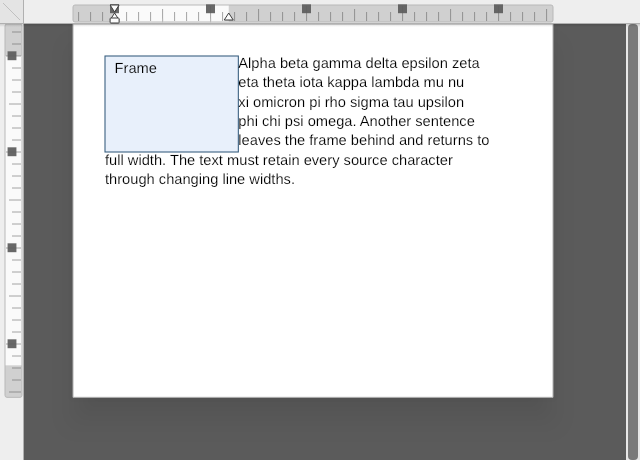 Frame
Alpha beta gamma delta epsilon zeta
eta theta iota kappa lambda mu nu
xi omicron pi rho sigma tau upsilon
phi chi psi omega. Another sentence
leaves the frame behind and returns to
full width. The text must retain every source character
through changing line widths.